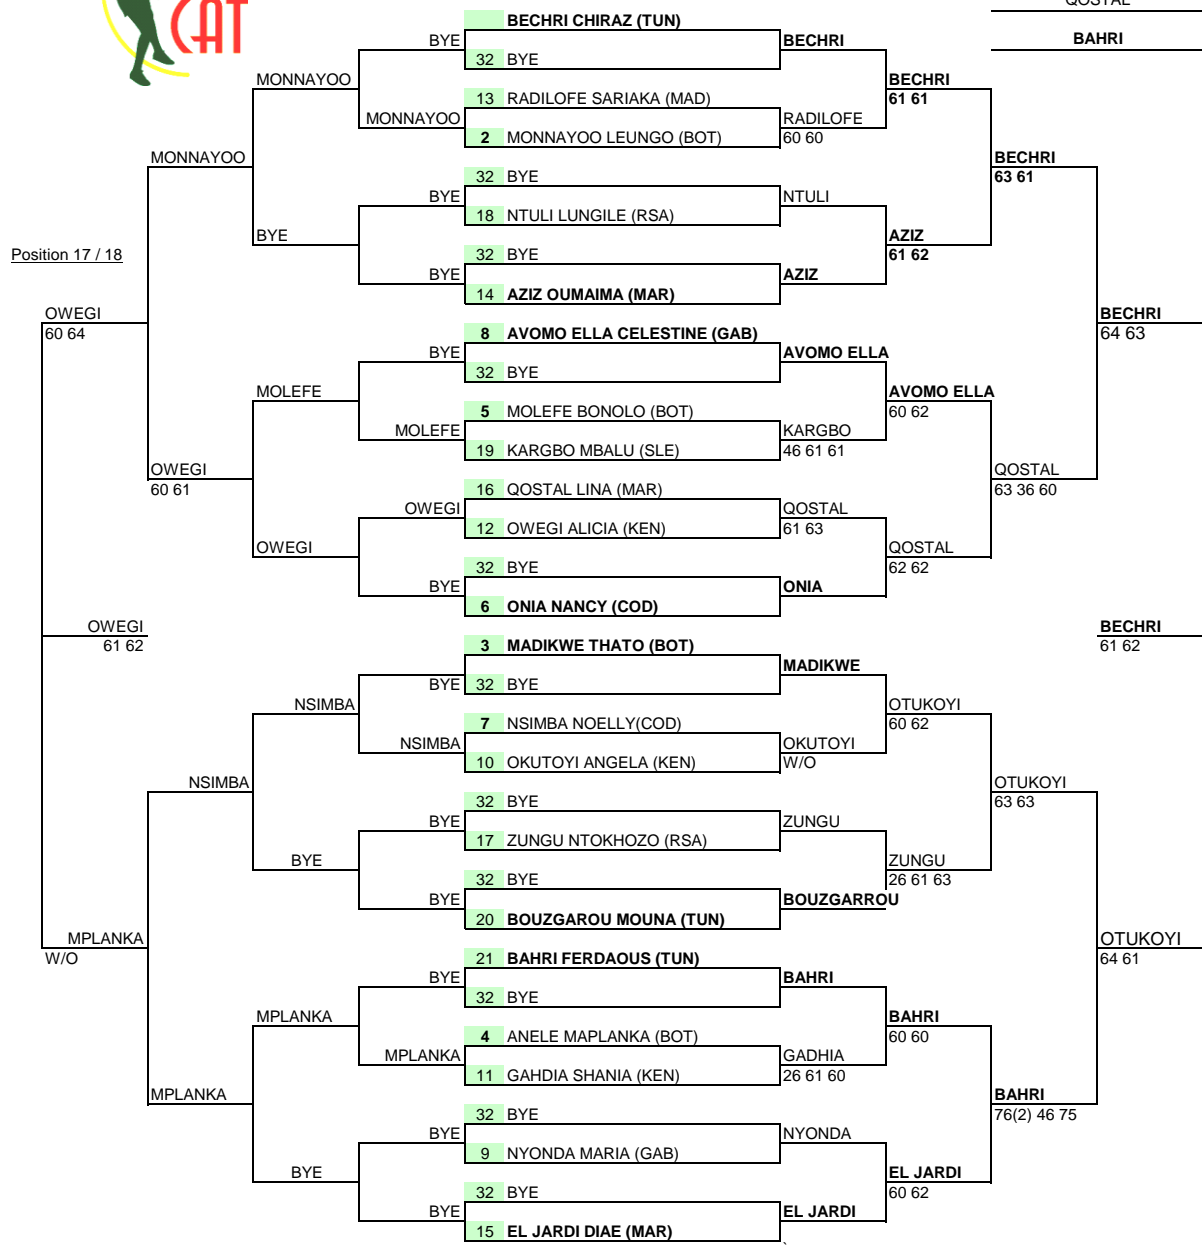 CAT
QOSTAL
BAHRI
BECHRI CHIRAZ (TUN)
BYE
BECHRI
32 BYE
MONNAYOO
BECHRI
61 61
13 RADILOFE SARIAKA (MAD)
MONNAYOO
RADILOFE
2 MONNAYOO LEUNGO (BOT)
60 60
MONNAYOO
BECHRI
63 61
32 BYE
BYE
NTULI
18 NTULI LUNGILE (RSA)
BYE
AZIZ
61 62
Position 17 / 18
32 BYE
BYE
AZIZ
14 AZIZ OUMAIMA (MAR)
OWEGI
60 64
BECHRI
64 63
8 AVOMO ELLA CELESTINE (GAB)
BYE
AVOMO ELLA
32 BYE
MOLEFE
AVOMO ELLA
60 62
5 MOLEFE BONOLO (BOT)
MOLEFE
KARGBO
19 KARGBO MBALU (SLE)
46 61 61
OWEGI
60 61
QOSTAL
63 36 60
16 QOSTAL LINA (MAR)
OWEGI
QOSTAL
12 OWEGI ALICIA (KEN)
61 63
OWEGI
QOSTAL
62 62
32 BYE
BYE
ONIA
6 ONIA NANCY (COD)
OWEGI
61 62
BECHRI
61 62
3 MADIKWE THATO (BOT)
MADIKWE
BYE
32 BYE
NSIMBA
OTUKOYI
60 62
7 NSIMBA NOELLY(COD)
NSIMBA
OKUTOYI
10 OKUTOYI ANGELA (KEN)
W/O
NSIMBA
OTUKOYI
63 63
32 BYE
BYE
ZUNGU
17 ZUNGU NTOKHOZO (RSA)
BYE
ZUNGU
26 61 63
32 BYE
BYE
BOUZGARROU
20 BOUZGAROU MOUNA (TUN)
MPLANKA
W/O
OTUKOYI
64 61
21 BAHRI FERDAOUS (TUN)
BYE
BAHRI
32 BYE
MPLANKA
BAHRI
60 60
4 ANELE MAPLANKA (BOT)
MPLANKA
GADHIA
11 GAHDIA SHANIA (KEN)
26 61 60
MPLANKA
BAHRI
76(2) 46 75
32 BYE
BYE
NYONDA
9 NYONDA MARIA (GAB)
BYE
EL JARDI
60 62
32 BYE
BYE
EL JARDI
15 EL JARDI DIAE (MAR)